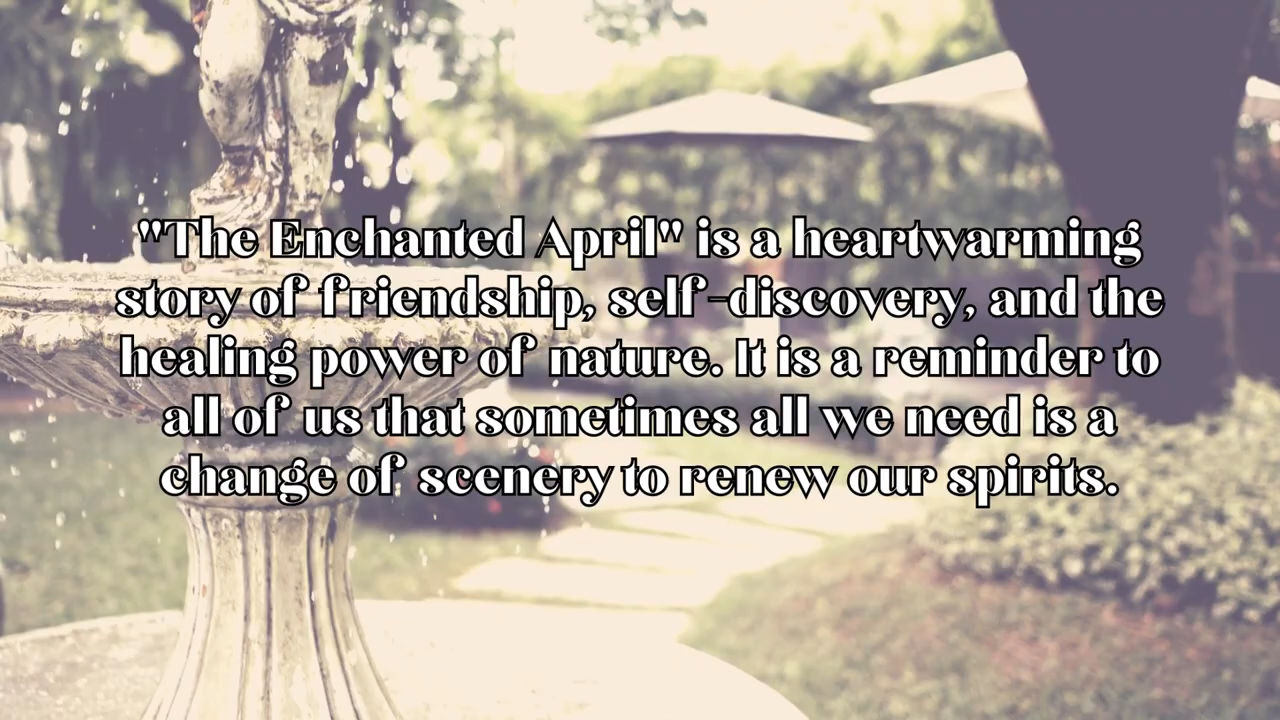 "The Enchanted April" is a heartwarming
story of friendship, self-discovery, and the
healing power of nature. It is a reminder to
all of us that sometimes all we need is a
change of scenery to renew our spirits.